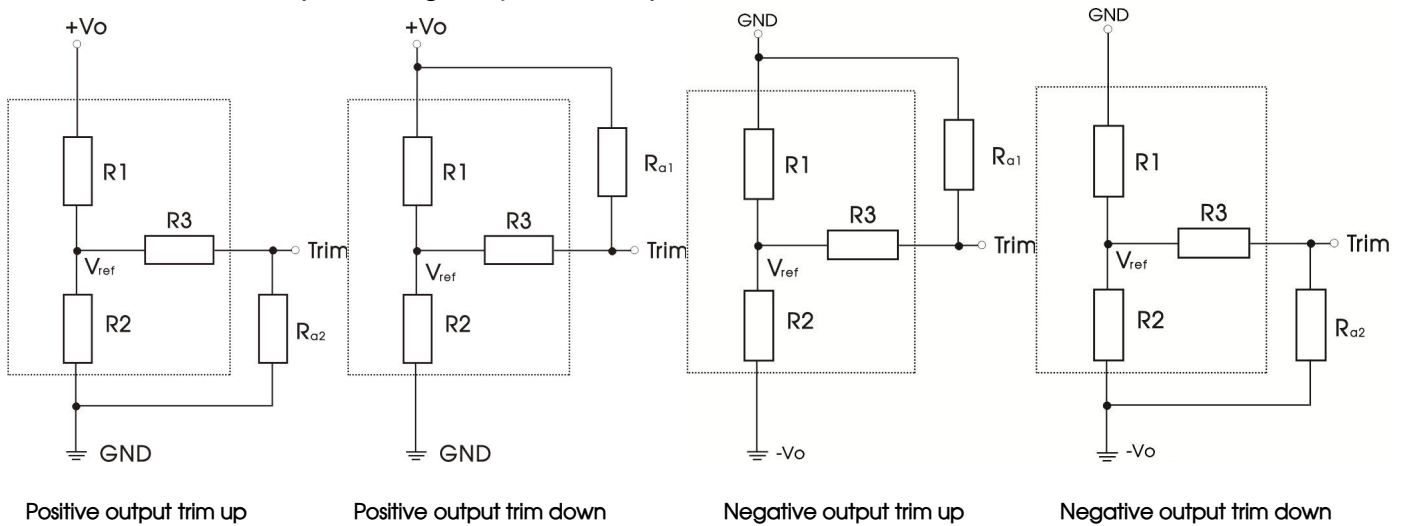 +Vo
R1
R3
Trim
Vref
R2
Ra2
GND
Positive output trim up
+Vo
R1
Ra1
R3
Trim
Vref
R2
GND
Positive output trim down
GND
R1
Ra1
R3
Trim
Vref
R2
-Vo
Negative output trim up
GND
R1
R3
Trim
Vref
R2
Ra2
-Vo
Negative output trim down